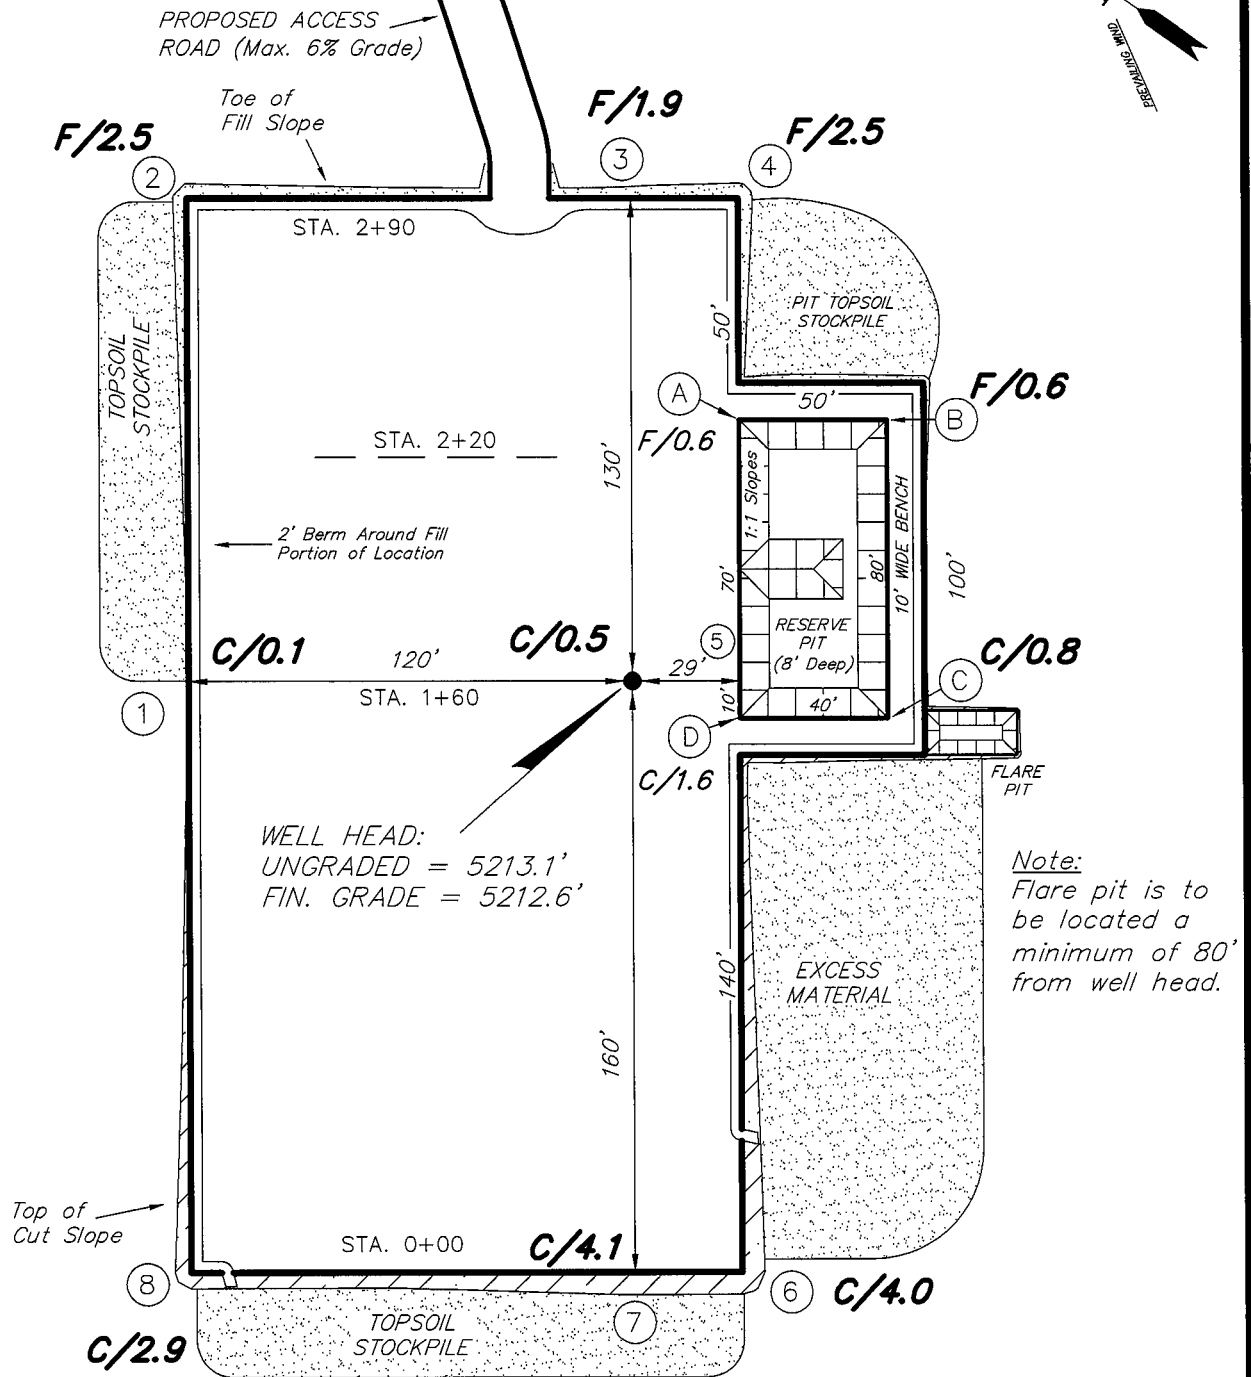 PROPOSED ACCESS
ROAD (Max. 6% Grade)
PREVAILING WIND
Toe of
Fill Slope
F/2.5
2
F/1.9
3
F/2.5
4
STA. 2+90
TOPSOIL
STOCKPILE
50'
PIT TOPSOIL
STOCKPILE
A
F/0.6
50'
B
F/0.6
STA. 2+20
130'
1:1 Slopes
2' Berm Around Fill
Portion of Location
70'
80'
10' WIDE BENCH
100'
RESERVE
PIT
(8' Deep)
C/0.1
120'
C/0.5
5
29'
C/0.8
C
STA. 1+60
1
10'
40'
D
C/1.6
FLARE
PIT
WELL HEAD:
UNGRADED = 5213.1'
FIN. GRADE = 5212.6'
Note:
Flare pit is to
be located a
minimum of 80'
from well head.
140'
EXCESS
MATERIAL
160'
Top of
Cut Slope
STA. 0+00
C/4.1
8
6
C/4.0
7
C/2.9
TOPSOIL
STOCKPILE